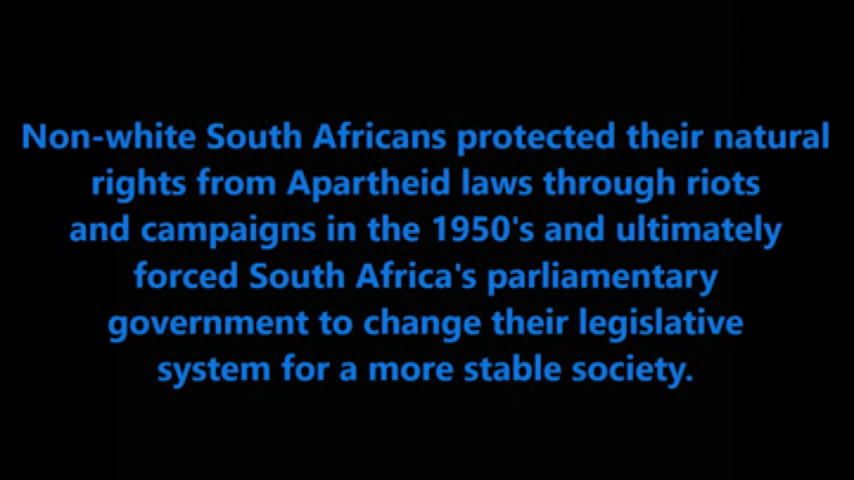 Non-white South Africans protected their natural
rights from Apartheid laws through riots
and campaigns in the 1950's and ultimately
forced South Africa's parliamentary
government to change their legislative
system for a more stable society.